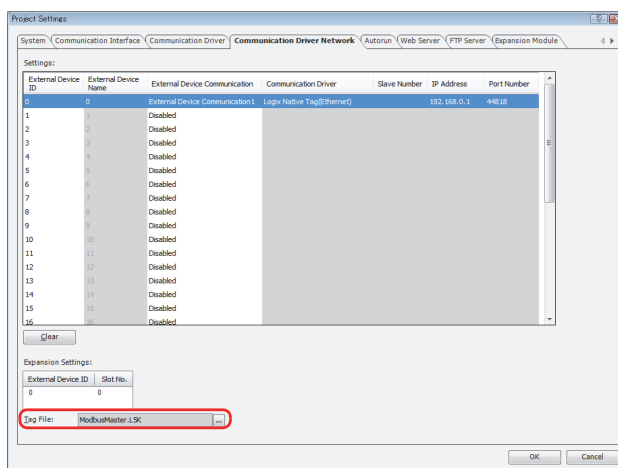 Project Settings
System Communication Interface Communication Driver Communication Driver Network Autorun Web Server FTP Server Expansion Module
Settings:
External Device ID External Device Name External Device Communication Communication Driver Slave Number IP Address Port Number
0 0 External Device Communication1 Logix Native Tag(Ethernet) 192.168.0.1 44818
1 1 Disabled
2 2 Disabled
3 3 Disabled
4 4 Disabled
5 5 Disabled
6 6 Disabled
7 7 Disabled
8 8 Disabled
9 9 Disabled
10 10 Disabled
11 11 Disabled
12 12 Disabled
13 13 Disabled
14 14 Disabled
15 15 Disabled
16 16 Disabled
Clear
Expansion Settings:
External Device ID Slot No.
0 0
Tag File: ModbusMaster.L5K ...
OK Cancel